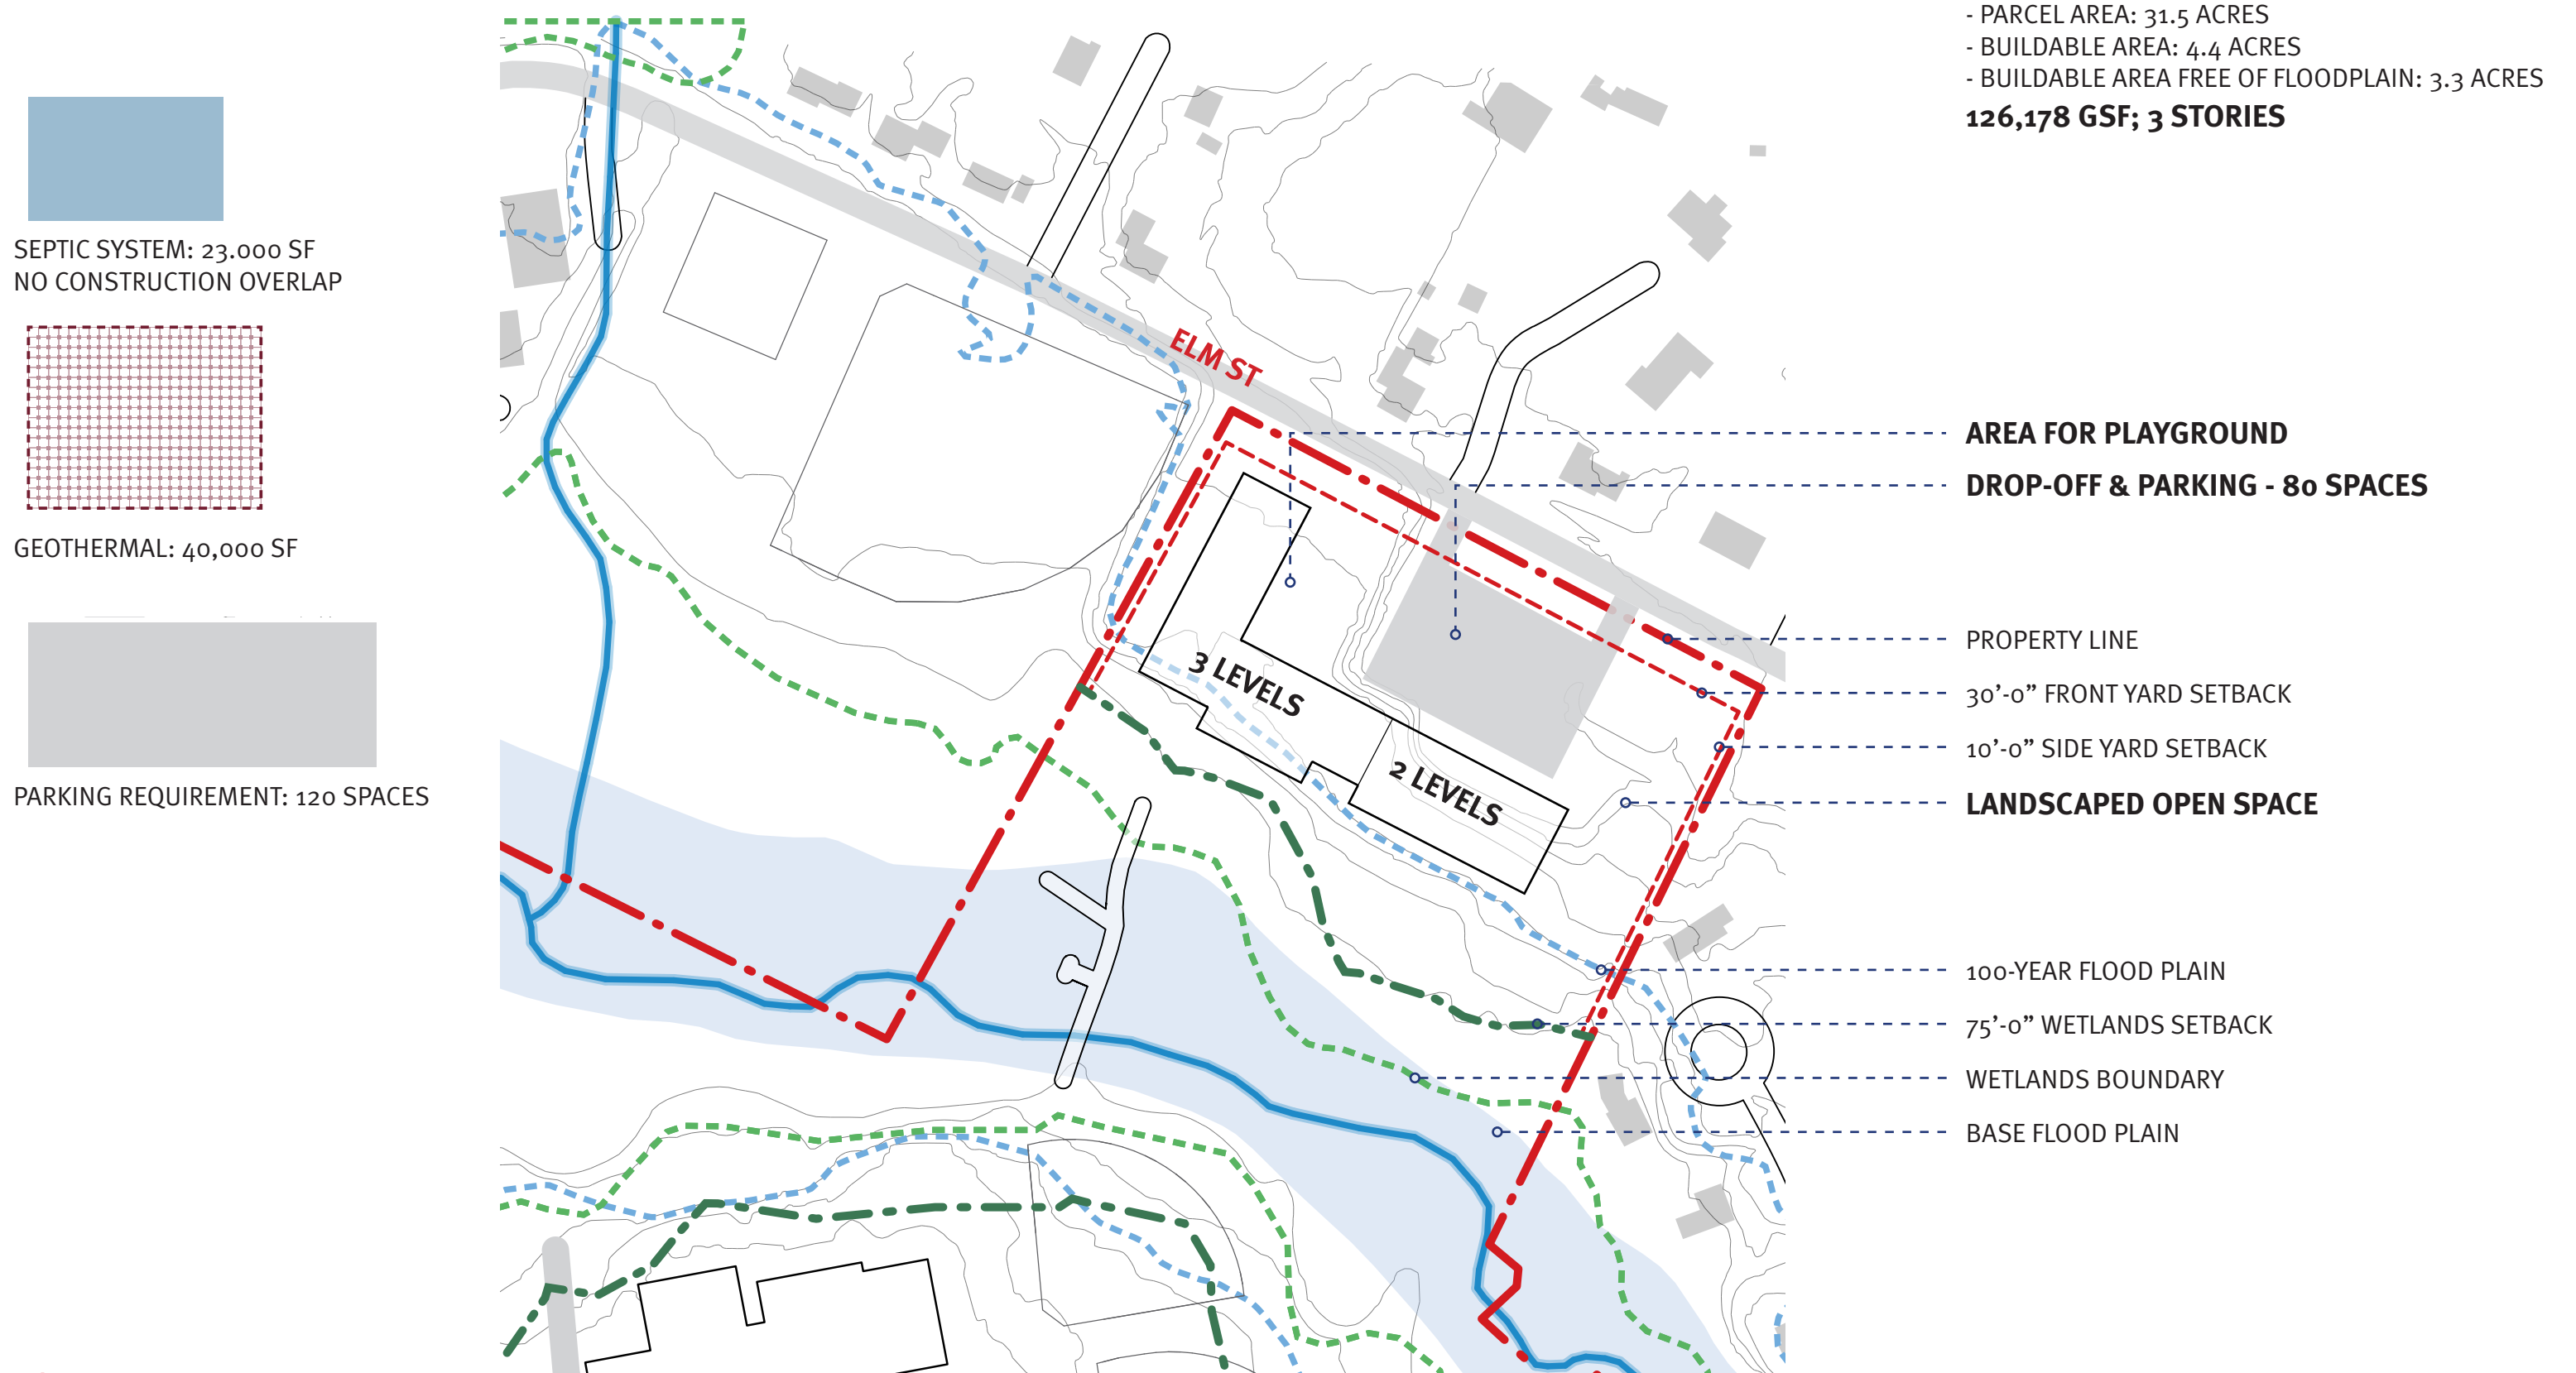 - PARCEL AREA: 31.5 ACRES
- BUILDABLE AREA: 4.4 ACRES
- BUILDABLE AREA FREE OF FLOODPLAIN: 3.3 ACRES
126,178 GSF; 3 STORIES
SEPTIC SYSTEM: 23.000 SF
NO CONSTRUCTION OVERLAP
GEOTHERMAL: 40,000 SF
PARKING REQUIREMENT: 120 SPACES
ELM ST
3 LEVELS
2 LEVELS
AREA FOR PLAYGROUND
DROP-OFF & PARKING - 80 SPACES
PROPERTY LINE
30’-0” FRONT YARD SETBACK
10’-0” SIDE YARD SETBACK
LANDSCAPED OPEN SPACE
100-YEAR FLOOD PLAIN
75’-0” WETLANDS SETBACK
WETLANDS BOUNDARY
BASE FLOOD PLAIN